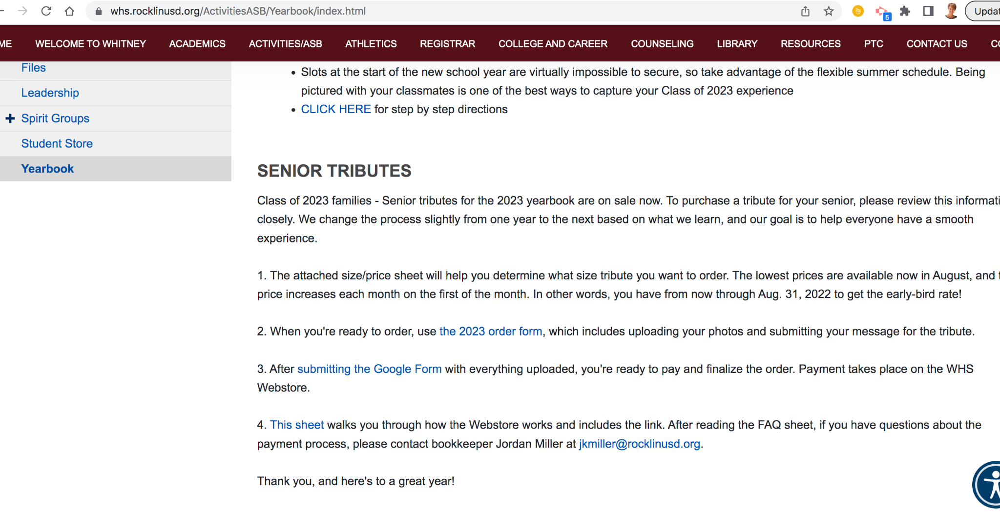 whs.rocklinusd.org/ActivitiesASB/Yearbook/index.html
5
Updat
ME WELCOME TO WHITNEY ACADEMICS ACTIVITIES/ASB ATHLETICS REGISTRAR COLLEGE AND CAREER COUNSELING LIBRARY RESOURCES PTC CONTACT US CO
Files
Leadership
Spirit Groups
Student Store
Yearbook
• Slots at the start of the new school year are virtually impossible to secure, so take advantage of the flexible summer schedule. Being
pictured with your classmates is one of the best ways to capture your Class of 2023 experience
• CLICK HERE for step by step directions
SENIOR TRIBUTES
Class of 2023 families - Senior tributes for the 2023 yearbook are on sale now. To purchase a tribute for your senior, please review this informati
closely. We change the process slightly from one year to the next based on what we learn, and our goal is to help everyone have a smooth
experience.
1. The attached size/price sheet will help you determine what size tribute you want to order. The lowest prices are available now in August, and t
price increases each month on the first of the month. In other words, you have from now through Aug. 31, 2022 to get the early-bird rate!
2. When you're ready to order, use the 2023 order form, which includes uploading your photos and submitting your message for the tribute.
3. After submitting the Google Form with everything uploaded, you're ready to pay and finalize the order. Payment takes place on the WHS
Webstore.
4. This sheet walks you through how the Webstore works and includes the link. After reading the FAQ sheet, if you have questions about the
payment process, please contact bookkeeper Jordan Miller at jkmiller@rocklinusd.org.
Thank you, and here's to a great year!